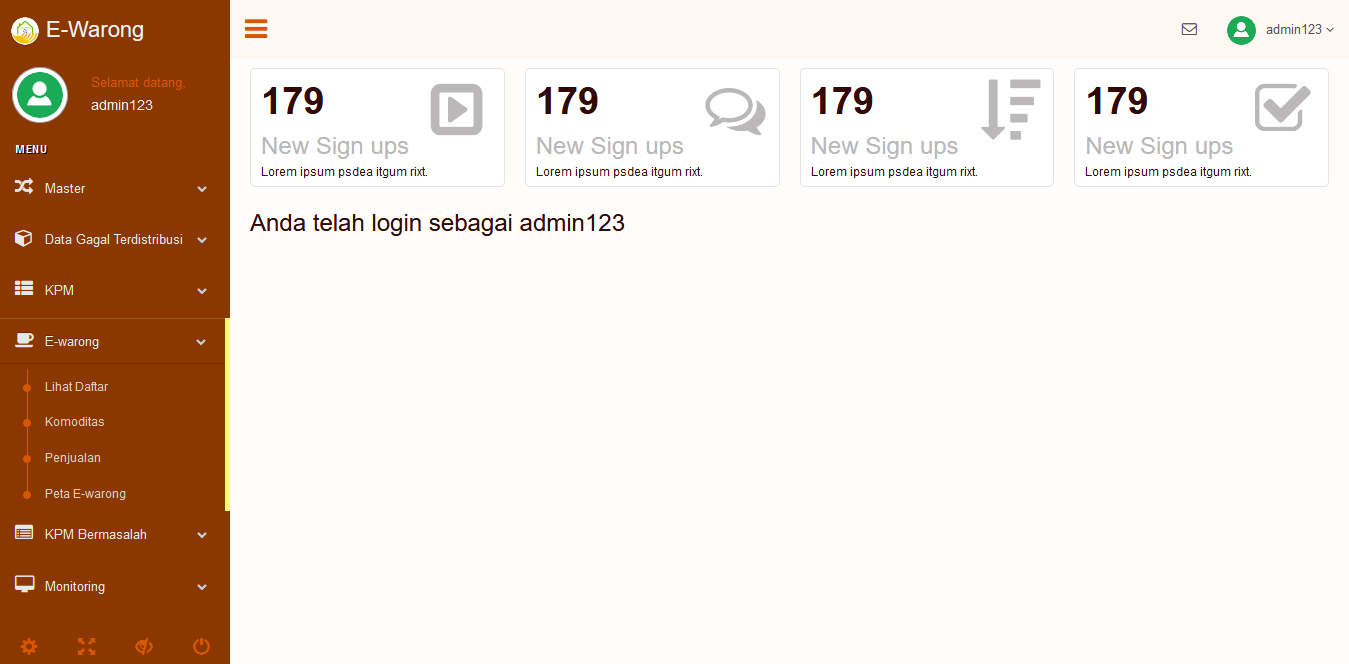 E-Warong
Selamat datang,
admin123
MENU
Master
Data Gagal Terdistribusi
KPM
E-warong
Lihat Daftar
Komoditas
Penjualan
Peta E-warong
KPM Bermasalah
Monitoring
admin123
179
New Sign ups
Lorem ipsum psdea itgum rixt.
179
New Sign ups
Lorem ipsum psdea itgum rixt.
179
New Sign ups
Lorem ipsum psdea itgum rixt.
179
New Sign ups
Lorem ipsum psdea itgum rixt.
Anda telah login sebagai admin123